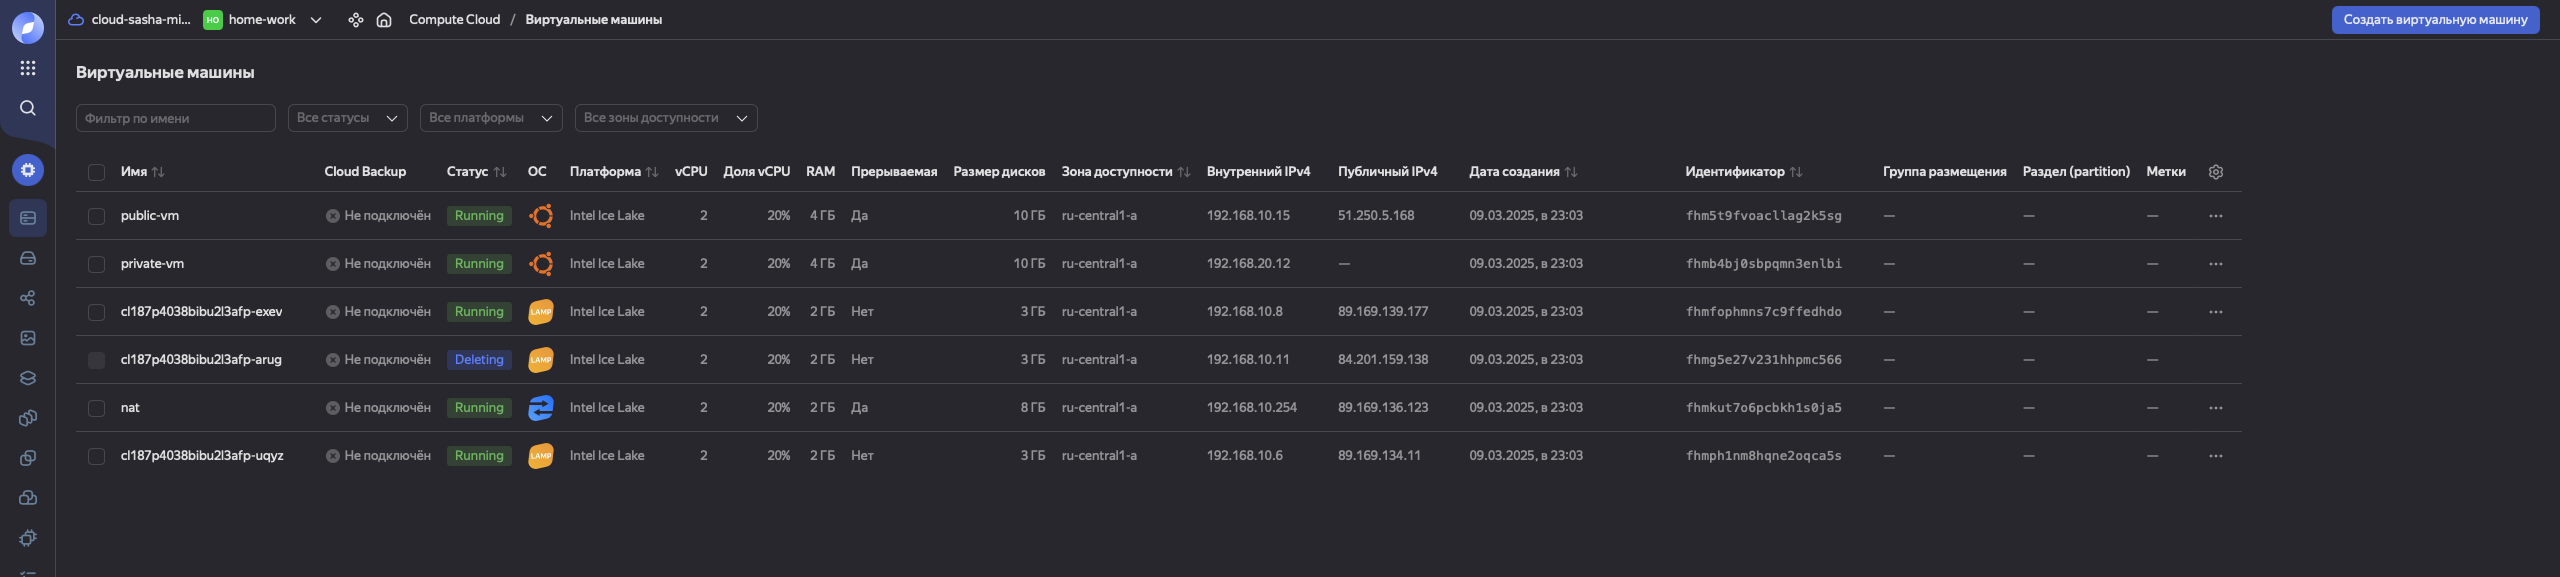 cloud-sasha-mi... HO home-work Compute Cloud / Виртуальные машины Создать виртуальную машину
Виртуальные машины
Фильтр по имени Все статусы Все платформы Все зоны доступности
Имя Cloud Backup Статус ОС Платформа vCPU Доля vCPU RAM Прерываемая Размер дисков Зона доступности Внутренний IPv4 Публичный IPv4 Дата создания Идентификатор Группа размещения Раздел (partition) Метки
public-vm Не подключён Running Intel Ice Lake 2 20% 4 ГБ Да 10 ГБ ru-central1-a 192.168.10.15 51.250.5.168 09.03.2025, в 23:03 fhm5t9fvoacllag2k5sg — — —
private-vm Не подключён Running Intel Ice Lake 2 20% 4 ГБ Да 10 ГБ ru-central1-a 192.168.20.12 — 09.03.2025, в 23:03 fhmb4bj0sbpqmn3enlbi — — —
cl187p4038bibu2l3afp-exev Не подключён Running LAMP Intel Ice Lake 2 20% 2 ГБ Нет 3 ГБ ru-central1-a 192.168.10.8 89.169.139.177 09.03.2025, в 23:03 fhmfophmns7c9ffedhdo — — —
cl187p4038bibu2l3afp-arug Не подключён Deleting LAMP Intel Ice Lake 2 20% 2 ГБ Нет 3 ГБ ru-central1-a 192.168.10.11 84.201.159.138 09.03.2025, в 23:03 fhmg5e27v231hhpmc566 — — —
nat Не подключён Running Intel Ice Lake 2 20% 2 ГБ Да 8 ГБ ru-central1-a 192.168.10.254 89.169.136.123 09.03.2025, в 23:03 fhmkut7o6pcbkh1s0ja5 — — —
cl187p4038bibu2l3afp-uqyz Не подключён Running LAMP Intel Ice Lake 2 20% 2 ГБ Нет 3 ГБ ru-central1-a 192.168.10.6 89.169.134.11 09.03.2025, в 23:03 fhmph1nm8hqne2oqca5s — — —